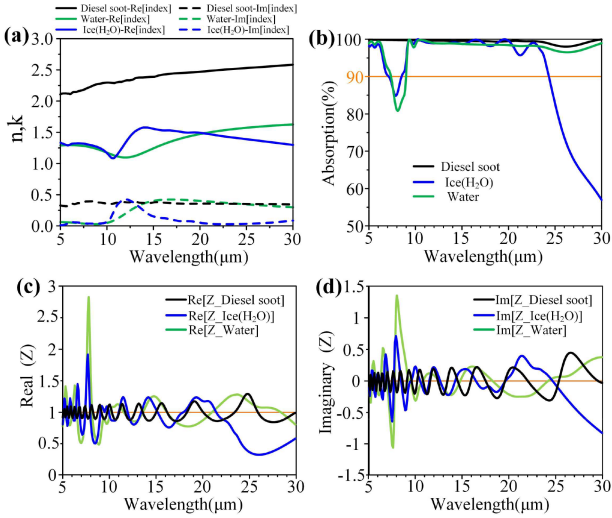 Diesel soot-Re[index] Diesel soot-Im[index]
Water-Re[index] Water-Im[index]
Ice(H₂O)-Re[index] Ice(H₂O)-Im[index]
(a)
3.0
2.5
2.0
1.5
1.0
0.5
0.0
n,k
5 10 15 20 25 30
Wavelength(μm)
(b)
100
90
80
70
60
50
Absorption(%)
Diesel soot
Ice(H₂O)
Water
5 10 15 20 25 30
Wavelength(μm)
(c)
3
2.5
2
1.5
1
0.5
0
Real (Z)
Re[Z_Diesel soot]
Re[Z_Ice(H₂O)]
Re[Z_Water]
5 10 15 20 25 30
Wavelength(μm)
(d)
1.5
1
0.5
0
-0.5
-1
-1.5
Imaginary (Z)
Im[Z_Diesel soot]
Im[Z_Ice(H₂O)]
Im[Z_Water]
5 10 15 20 25 30
Wavelength(μm)